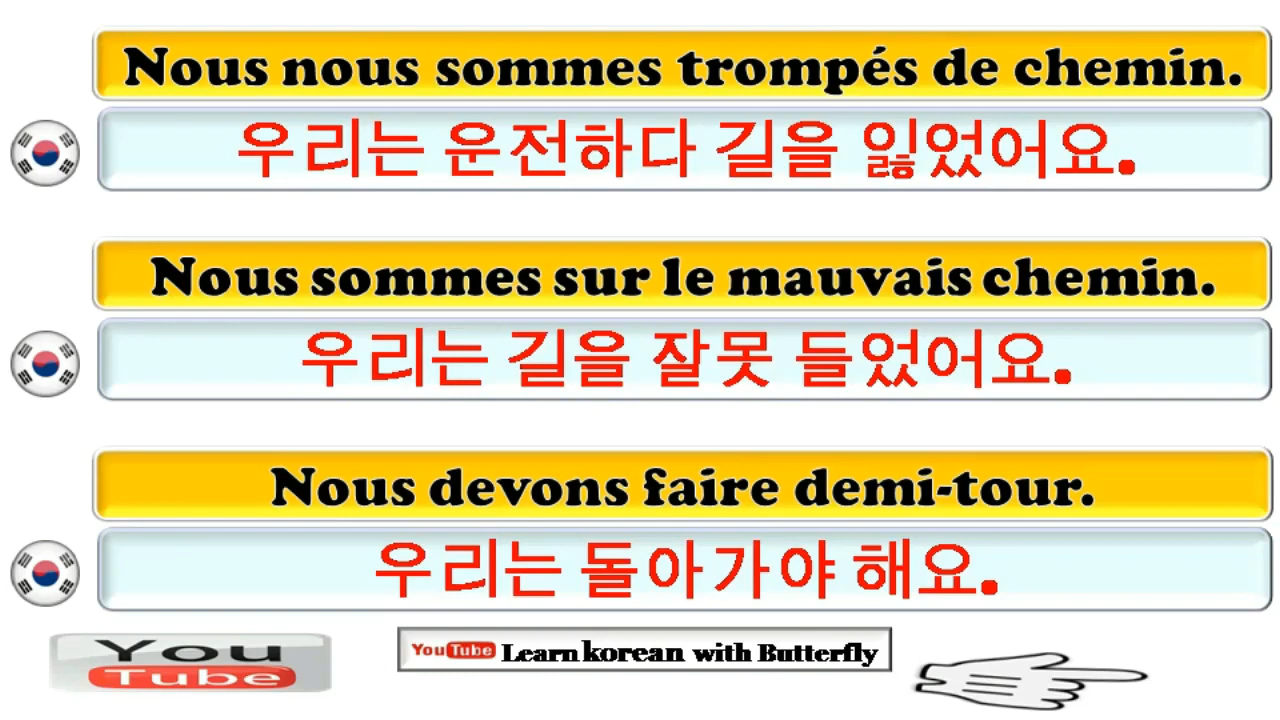 Nous nous sommes trompés de chemin.
우리는 운전하다 길을 잃었어요.
Nous sommes sur le mauvais chemin.
우리는 길을 잘못 들었어요.
Nous devons faire demi-tour.
우리는 돌아가야 해요.
You
Tube
YouTube Learn korean with Butterfly